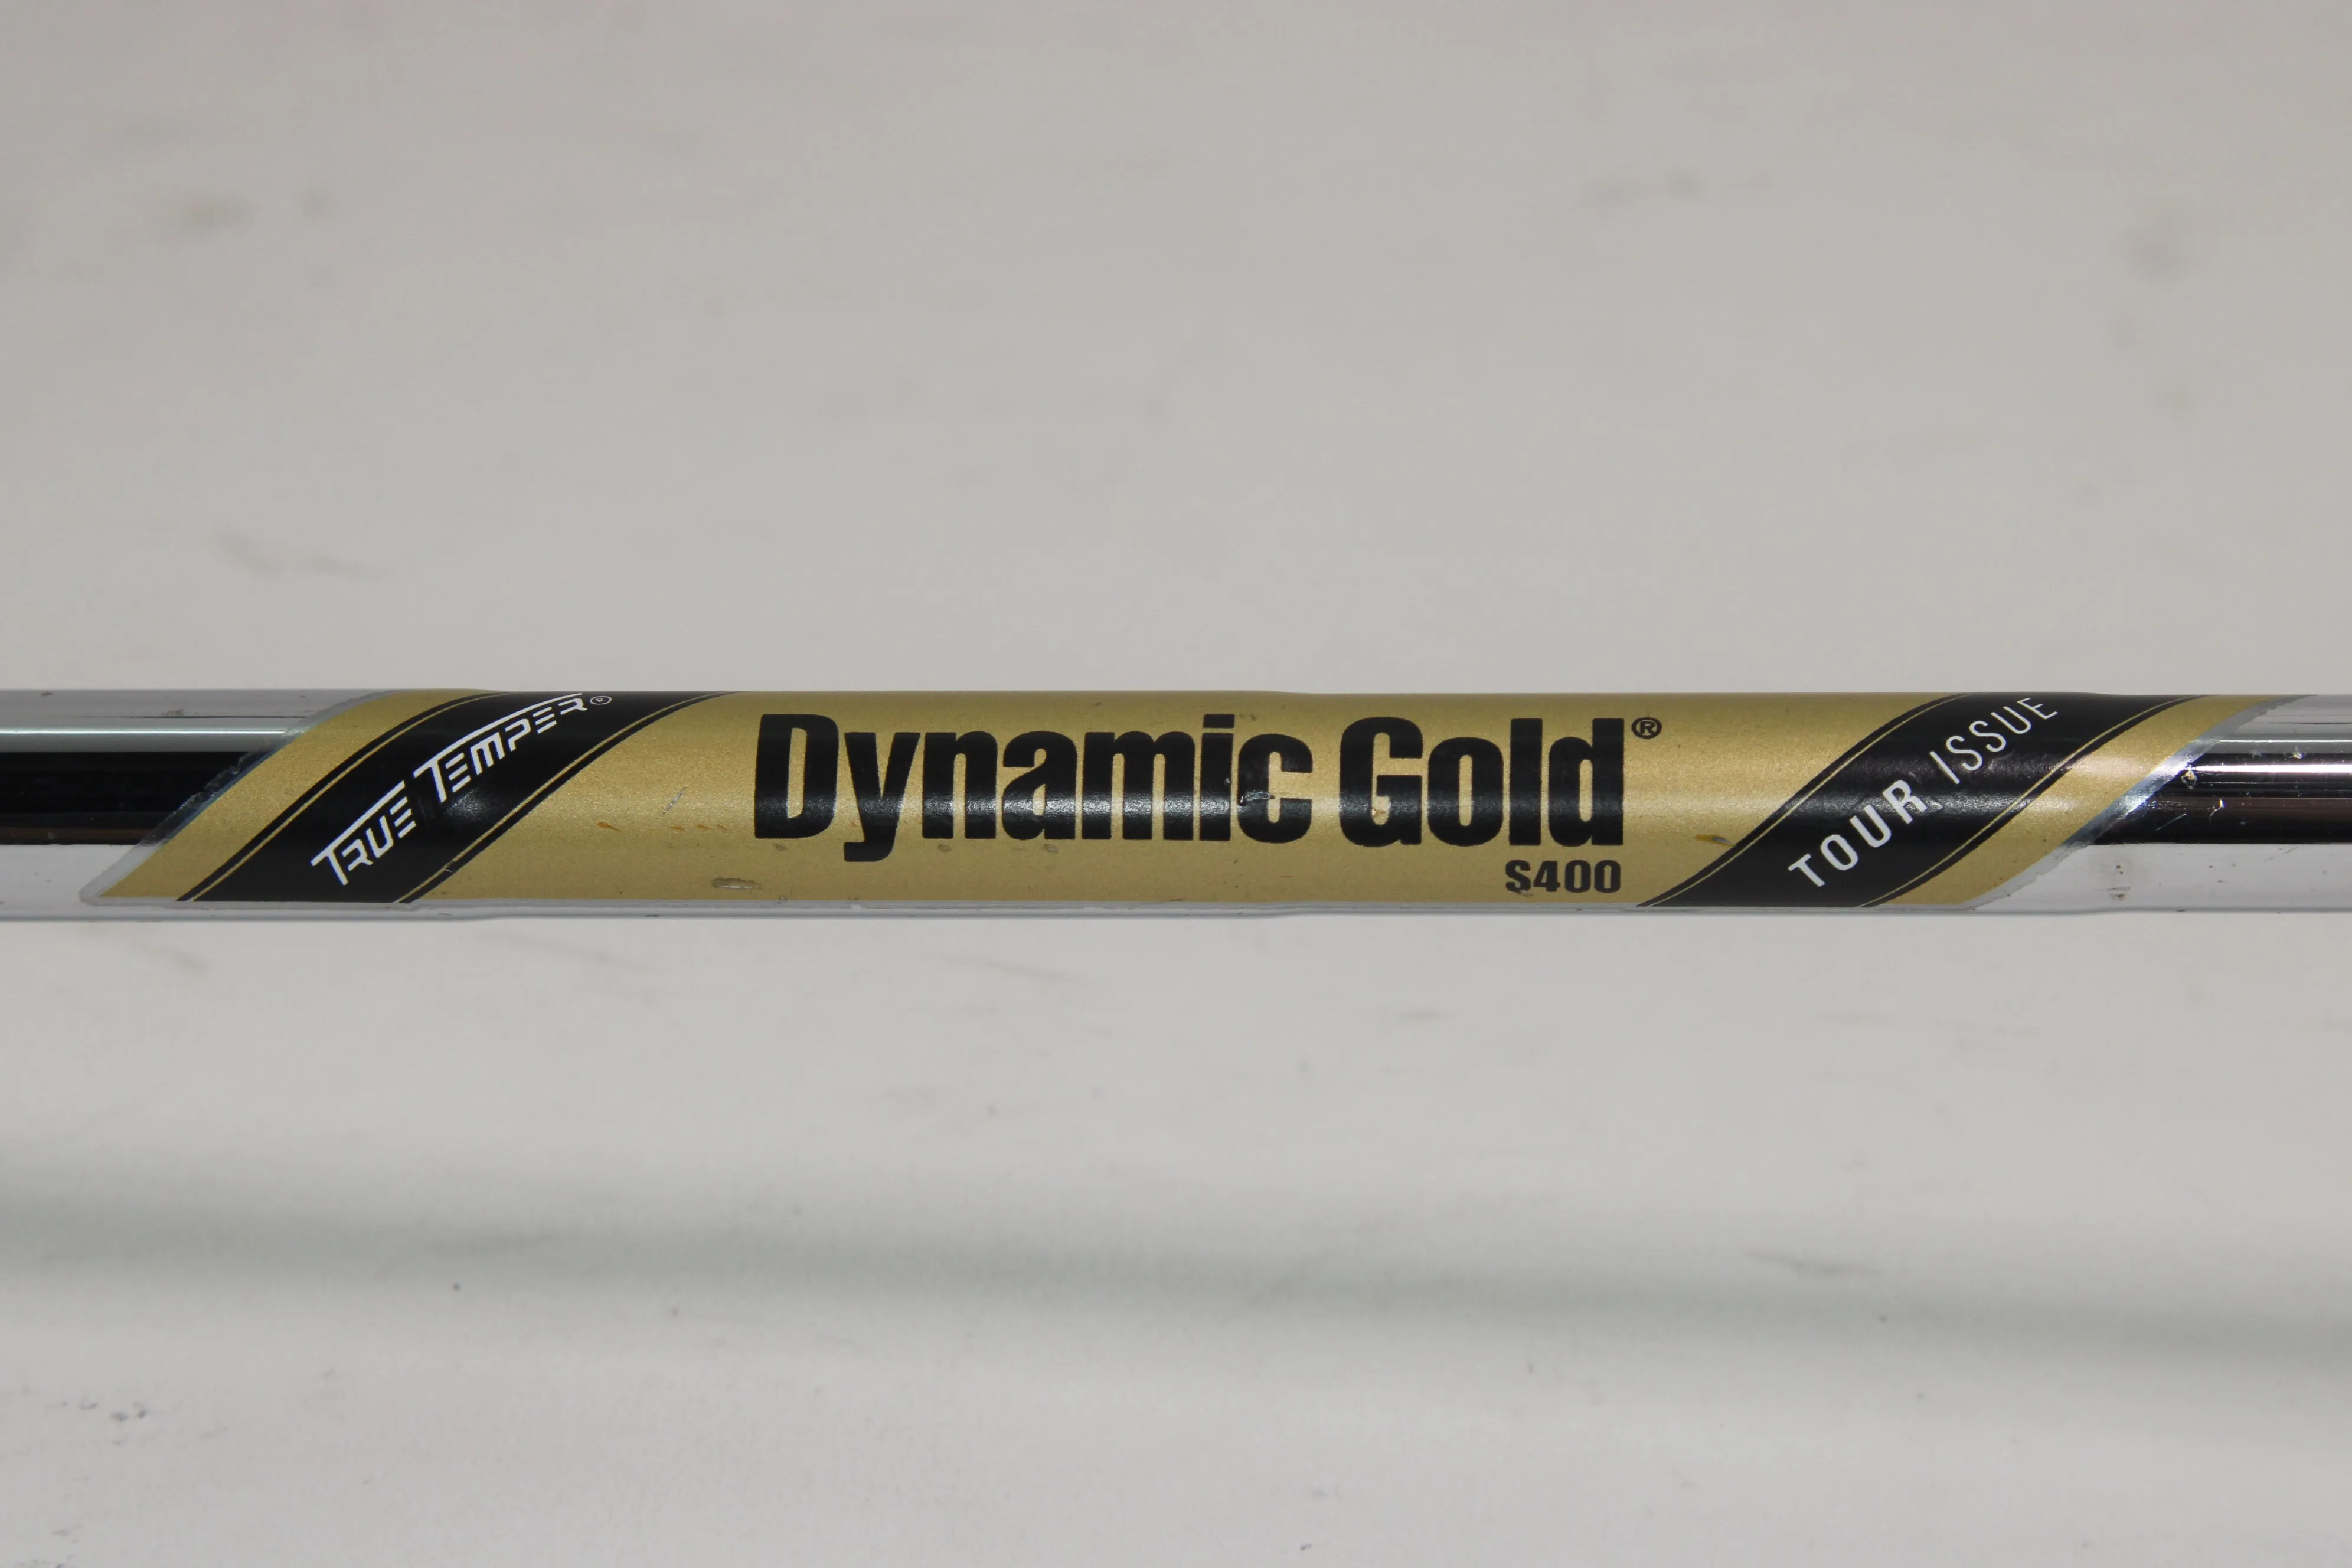 TRUE TEMPER®
Dynamic Gold®
S400
TOUR ISSUE